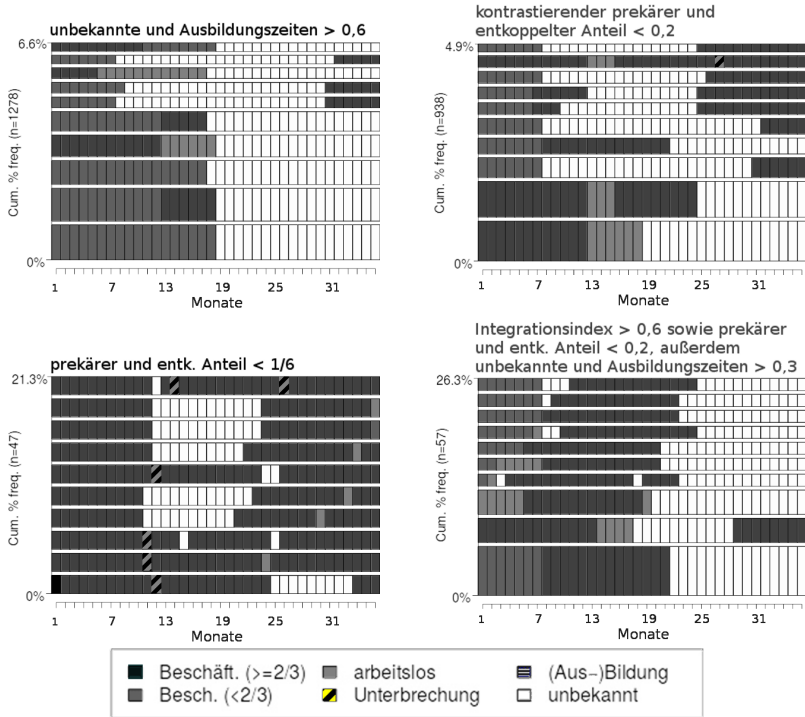 unbekannte und Ausbildungszeiten > 0,6
6.6%
Cum. % freq. (n=1278)
0%
1 7 13 19 25 31
Monate
kontrastierender prekärer und
entkoppelter Anteil < 0,2
4.9%
Cum. % freq. (n=938)
0%
1 7 13 19 25 31
Monate
prekärer und entk. Anteil < 1/6
21.3%
Cum. % freq. (n=47)
0%
1 7 13 19 25 31
Monate
Integrationsindex > 0,6 sowie prekärer
und entk. Anteil < 0,2, außerdem
unbekannte und Ausbildungszeiten > 0,3
26.3%
Cum. % freq. (n=57)
0%
1 7 13 19 25 31
Monate
Beschäft. (>=2/3) arbeitslos (Aus−)Bildung
Besch. (<2/3) Unterbrechung unbekannt